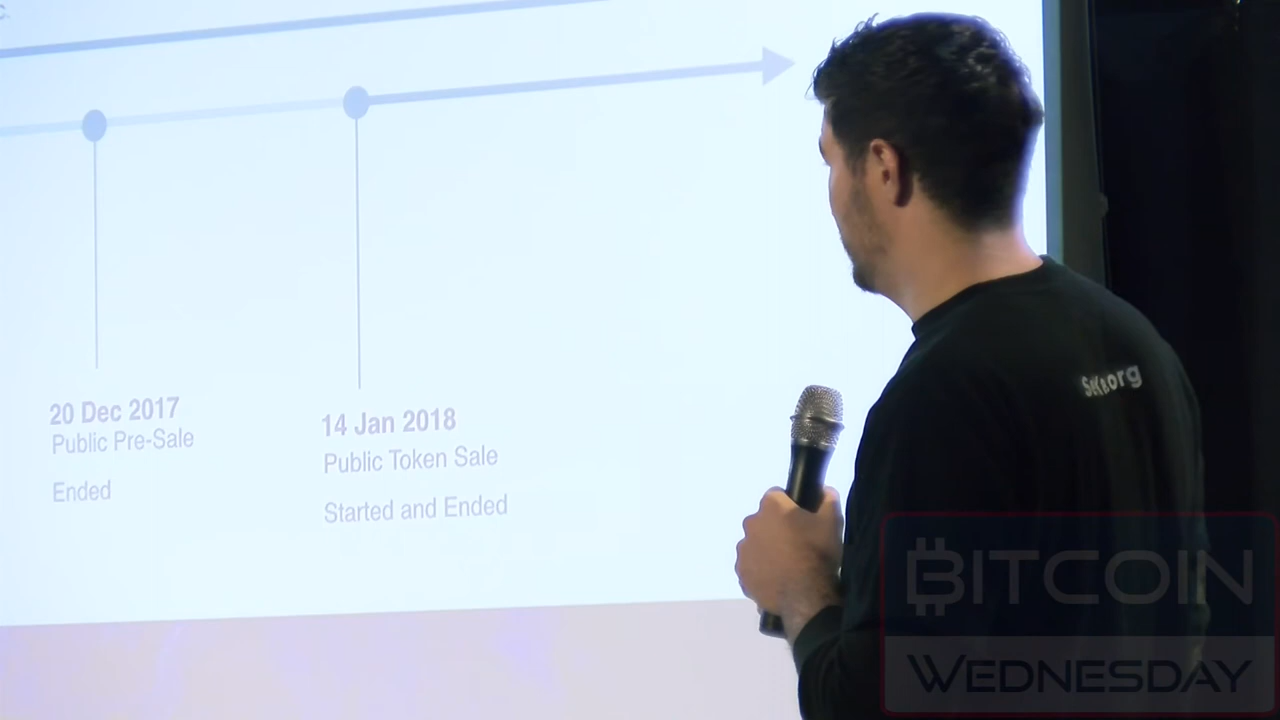 20 Dec 2017
Public Pre-Sale
Ended
14 Jan 2018
Public Token Sale
Started and Ended
BITCOIN
WEDNESDAY